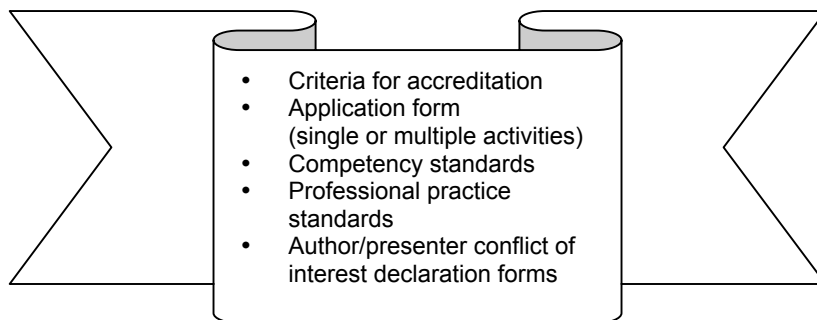 • Criteria for accreditation
• Application form
(single or multiple activities)
• Competency standards
• Professional practice
standards
• Author/presenter conflict of
interest declaration forms